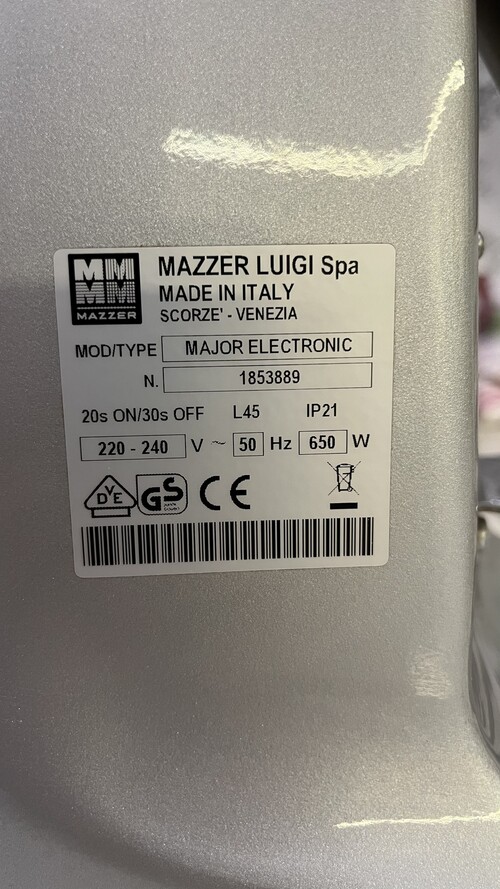 MAZZER
MAZZER LUIGI Spa
MADE IN ITALY
SCORZE' - VENEZIA
MOD/TYPE MAJOR ELECTRONIC
N. 1853889
20s ON/30s OFF L45 IP21
220 - 240 V ~ 50 Hz 650 W
DVE GS CE